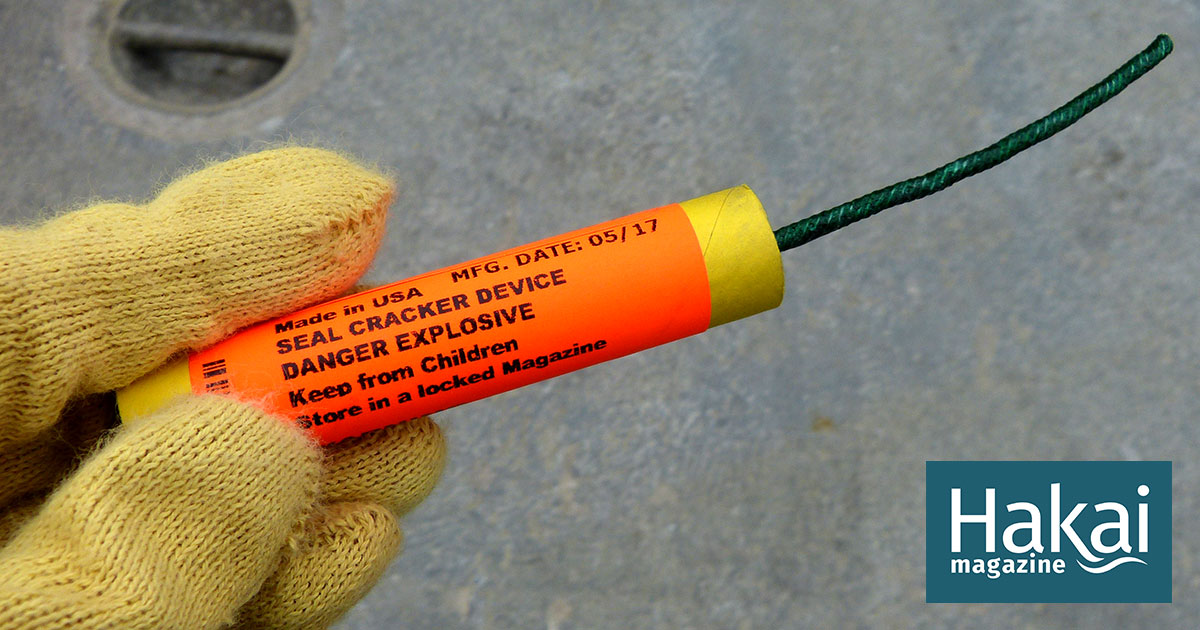 Made in USA MFG. DATE: 05/17
SEAL CRACKER DEVICE
DANGER EXPLOSIVE
Keep from Children
Store in a locked Magazine
Hakai
magazine